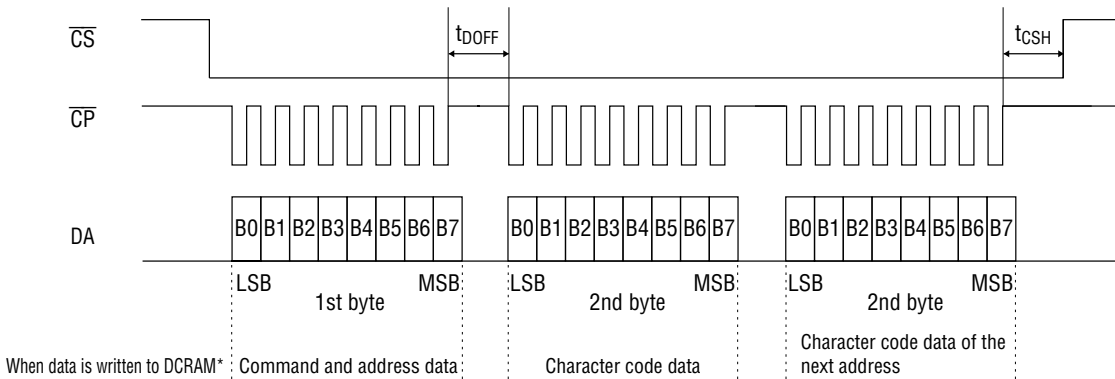 CS
tDOFF
tCSH
CP
DA
B0 B1 B2 B3 B4 B5 B6 B7
B0 B1 B2 B3 B4 B5 B6 B7
B0 B1 B2 B3 B4 B5 B6 B7
LSB
MSB
1st byte
LSB
MSB
2nd byte
LSB
MSB
2nd byte
When data is written to DCRAM*
Command and address data
Character code data
Character code data of the
next address